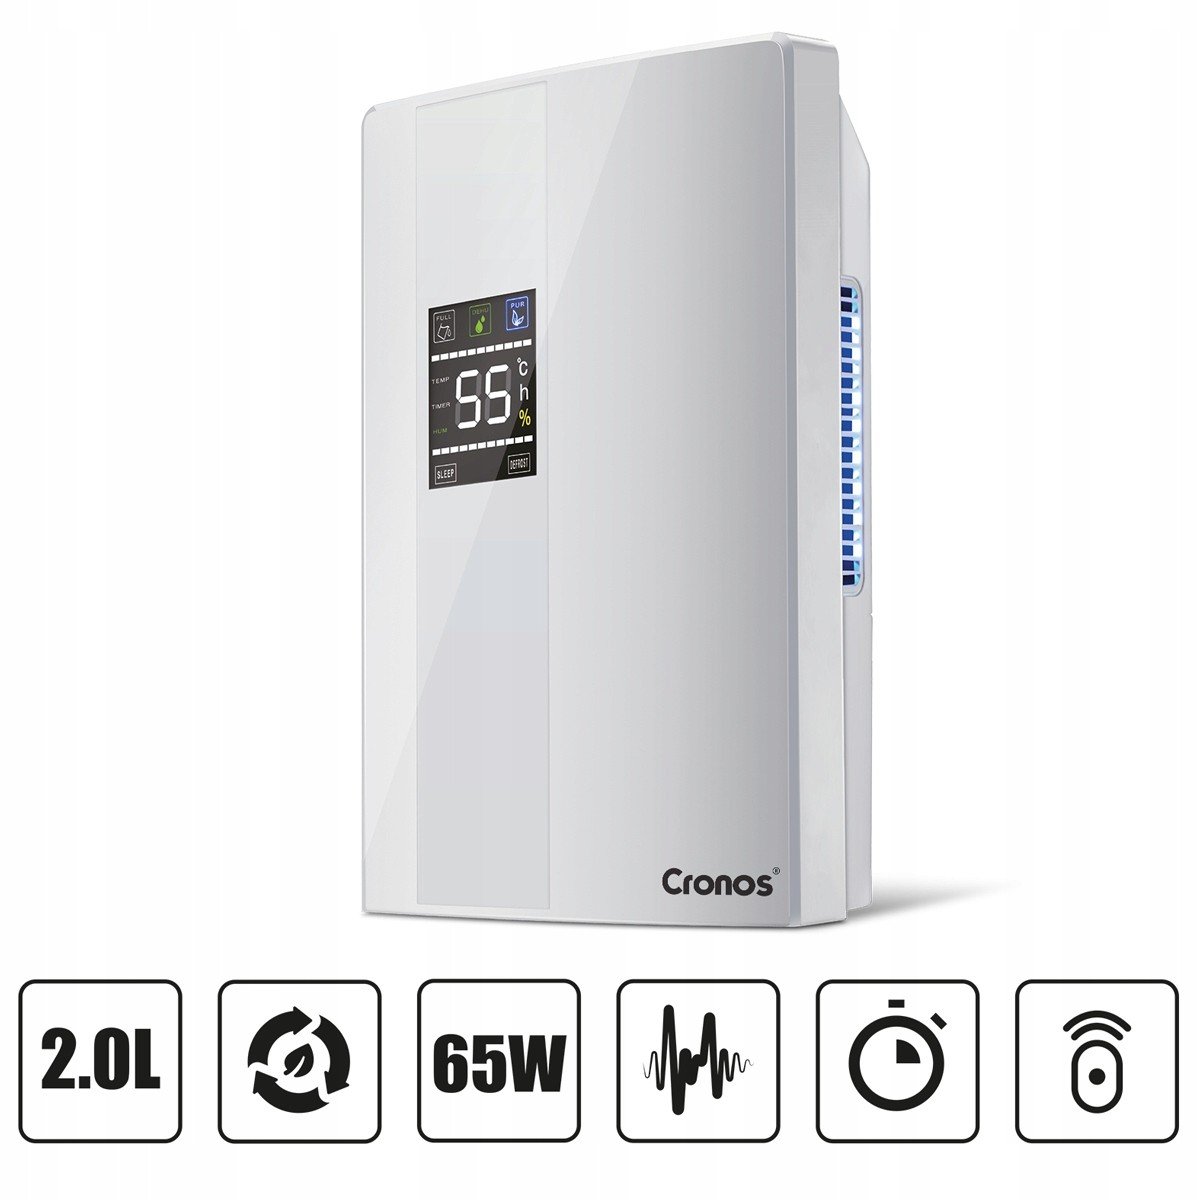 FULL
DEHU
PUR
TEMP
TIMER
HUM
55
°C
h
%
SLEEP
DEFROST
Cronos®
2.0L
65W